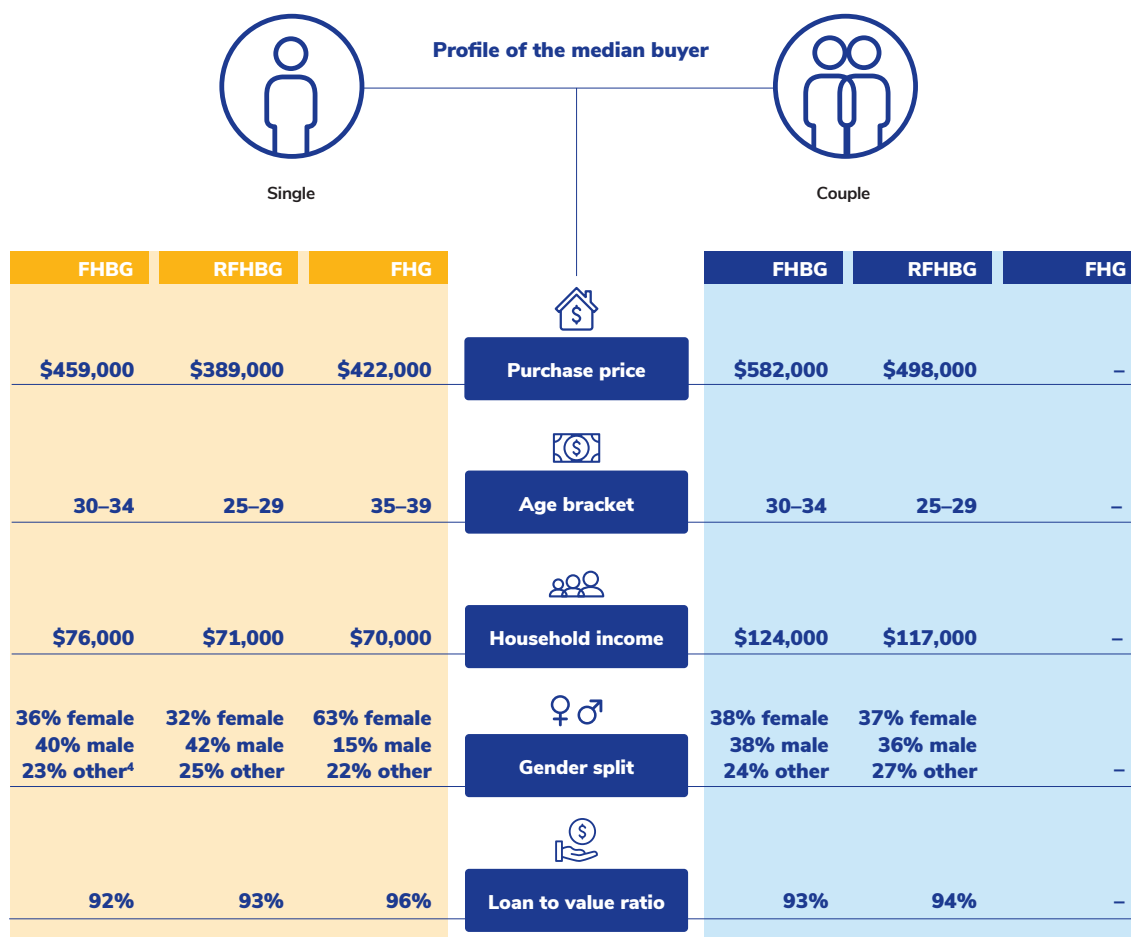 Profile of the median buyer
Single
Couple
FHBG RFHBG FHG FHBG RFHBG FHG
$459,000 $389,000 $422,000 Purchase price $582,000 $498,000 –
30–34 25–29 35–39 Age bracket 30–34 25–29 –
$76,000 $71,000 $70,000 Household income $124,000 $117,000 –
36% female 32% female 63% female 38% female 37% female
40% male 42% male 15% male 38% male 36% male
23% other⁴ 25% other 22% other Gender split 24% other 27% other –
92% 93% 96% Loan to value ratio 93% 94% –